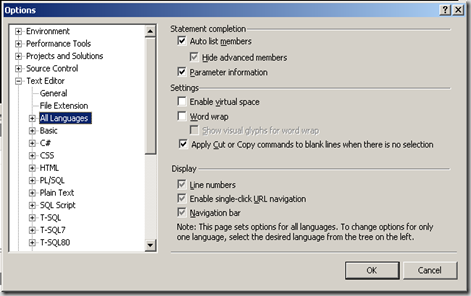 Options
Environment
Performance Tools
Projects and Solutions
Source Control
Text Editor
General
File Extension
All Languages
Basic
C#
CSS
HTML
PL/SQL
Plain Text
SQL Script
T-SQL
T-SQL7
T-SQL80
Statement completion
Auto list members
Hide advanced members
Parameter information
Settings
Enable virtual space
Word wrap
Show visual glyphs for word wrap
Apply Cut or Copy commands to blank lines when there is no selection
Display
Line numbers
Enable single-click URL navigation
Navigation bar
Note: This page sets options for all languages. To change options for only
one language, select the desired language from the tree on the left.
OK
Cancel